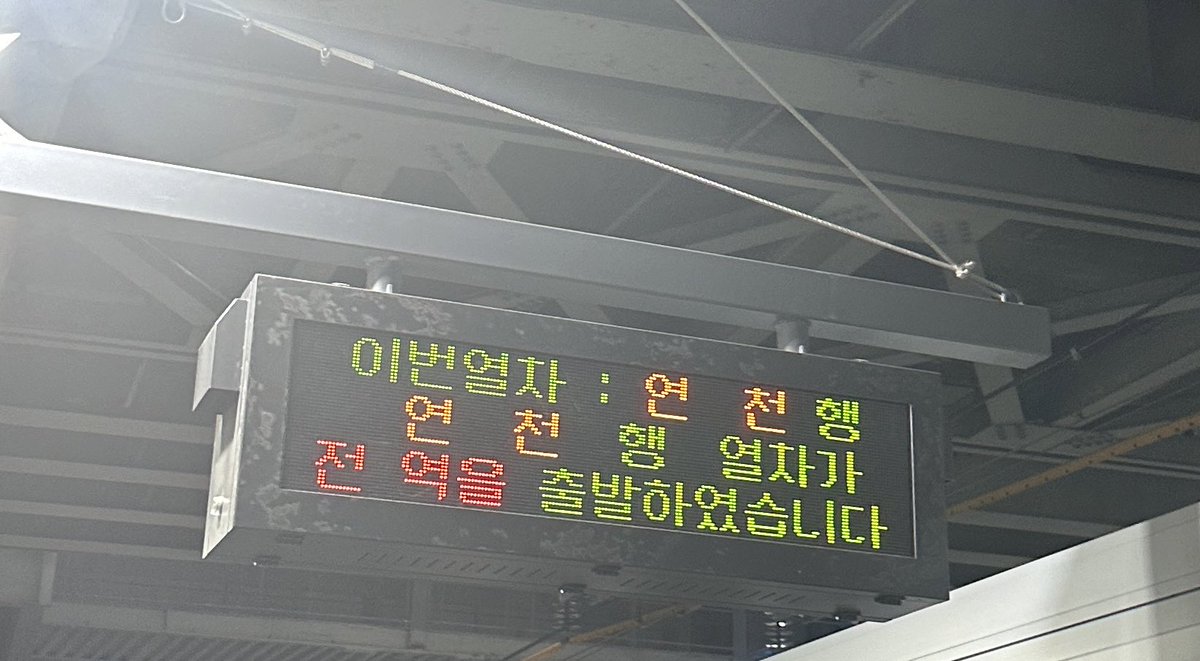 이번열차 : 연 천 행
연 천 행 열차가
전 역을 출발하였습니다